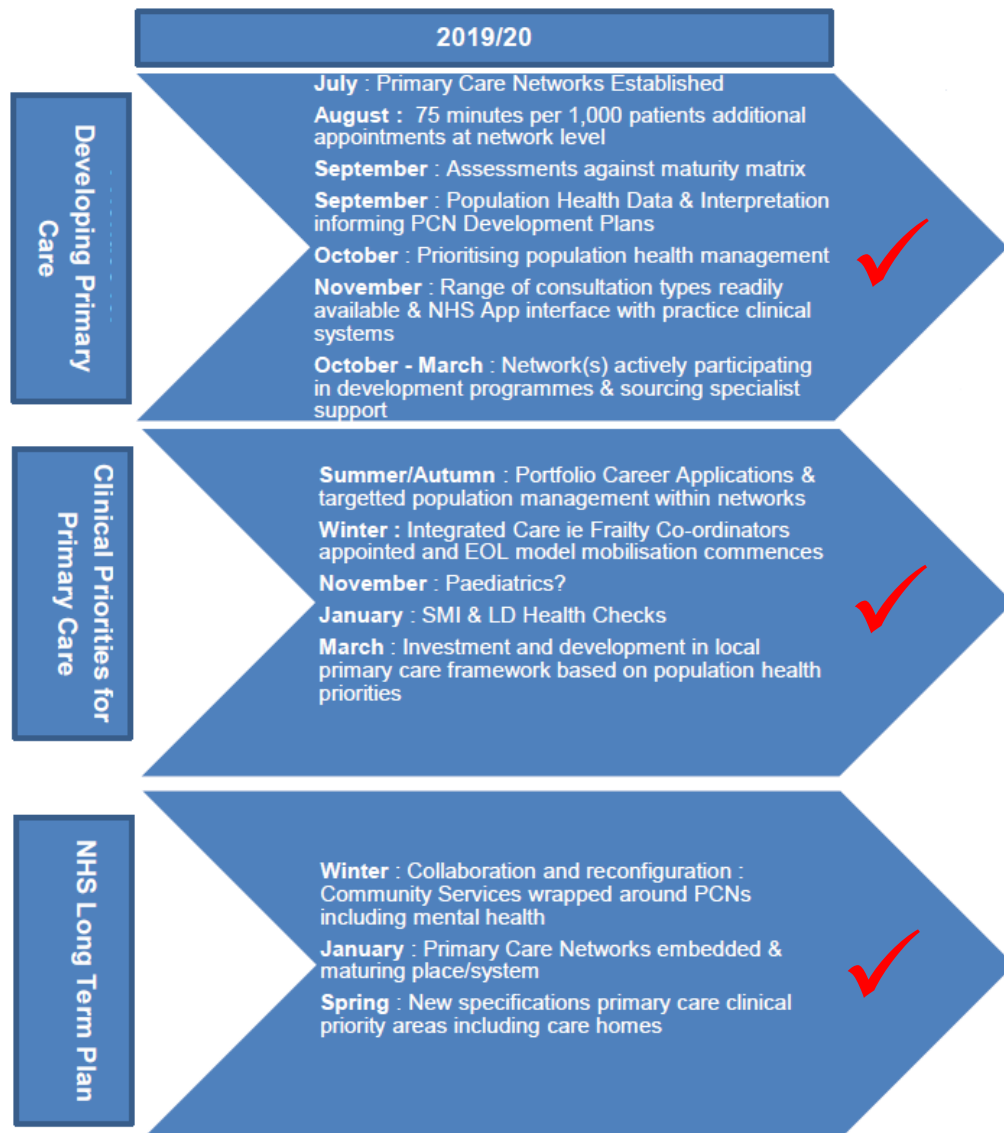 2019/20
Developing Primary
Care
July : Primary Care Networks Established
August : 75 minutes per 1,000 patients additional
appointments at network level
September : Assessments against maturity matrix
September : Population Health Data & Interpretation
informing PCN Development Plans
October : Prioritising population health management
November : Range of consultation types readily
available & NHS App interface with practice clinical
systems
October - March : Network(s) actively participating
in development programmes & sourcing specialist
support
Clinical Priorities for
Primary Care
Summer/Autumn : Portfolio Career Applications &
targetted population management within networks
Winter : Integrated Care ie Frailty Co-ordinators
appointed and EOL model mobilisation commences
November : Paediatrics?
January : SMI & LD Health Checks
March : Investment and development in local
primary care framework based on population health
priorities
NHS Long Term Plan
Winter : Collaboration and reconfiguration :
Community Services wrapped around PCNs
including mental health
January : Primary Care Networks embedded &
maturing place/system
Spring : New specifications primary care clinical
priority areas including care homes